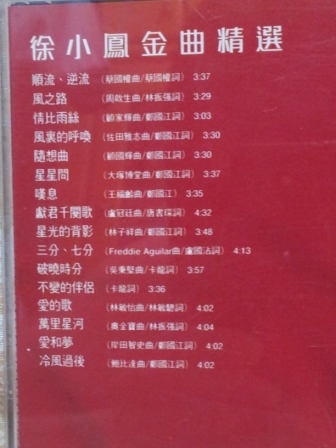 徐小鳳金曲精選
順流、逆流 (蔡國權曲/蔡國權詞) 3:37
風之路 (周啟生曲/林振強詞) 3:29
情比雨絲 (顧家輝曲/鄭國江詞) 3:03
風裏的呼喚 (佐田雅志曲/鄭國江詞) 3:30
隨想曲 (顧國輝曲/鄭國江詞) 3:30
星星問 (大塚博堂曲/鄭國江詞) 3:37
嘆息 (王福齡曲/鄭國江) 3:35
獻君千闋歌 (盧冠廷曲/唐書琛詞) 4:32
星光的背影 (林子祥曲/鄭國江詞) 3:48
三分、七分 (Freddie Aguilar曲/盧國沾詞) 4:13
破曉時分 (吳秉堅曲/卡龍詞) 3:57
不變的伴侶 (卡龍詞) 3:36
愛的歌 (林敏怡曲/林敏驄詞) 4:02
萬里星河 (奧金寶曲/林振強詞) 4:04
愛和夢 (岸田智史曲/鄭國江詞) 4:02
冷風過後 (鮑比達曲/鄭國江詞) 4:02